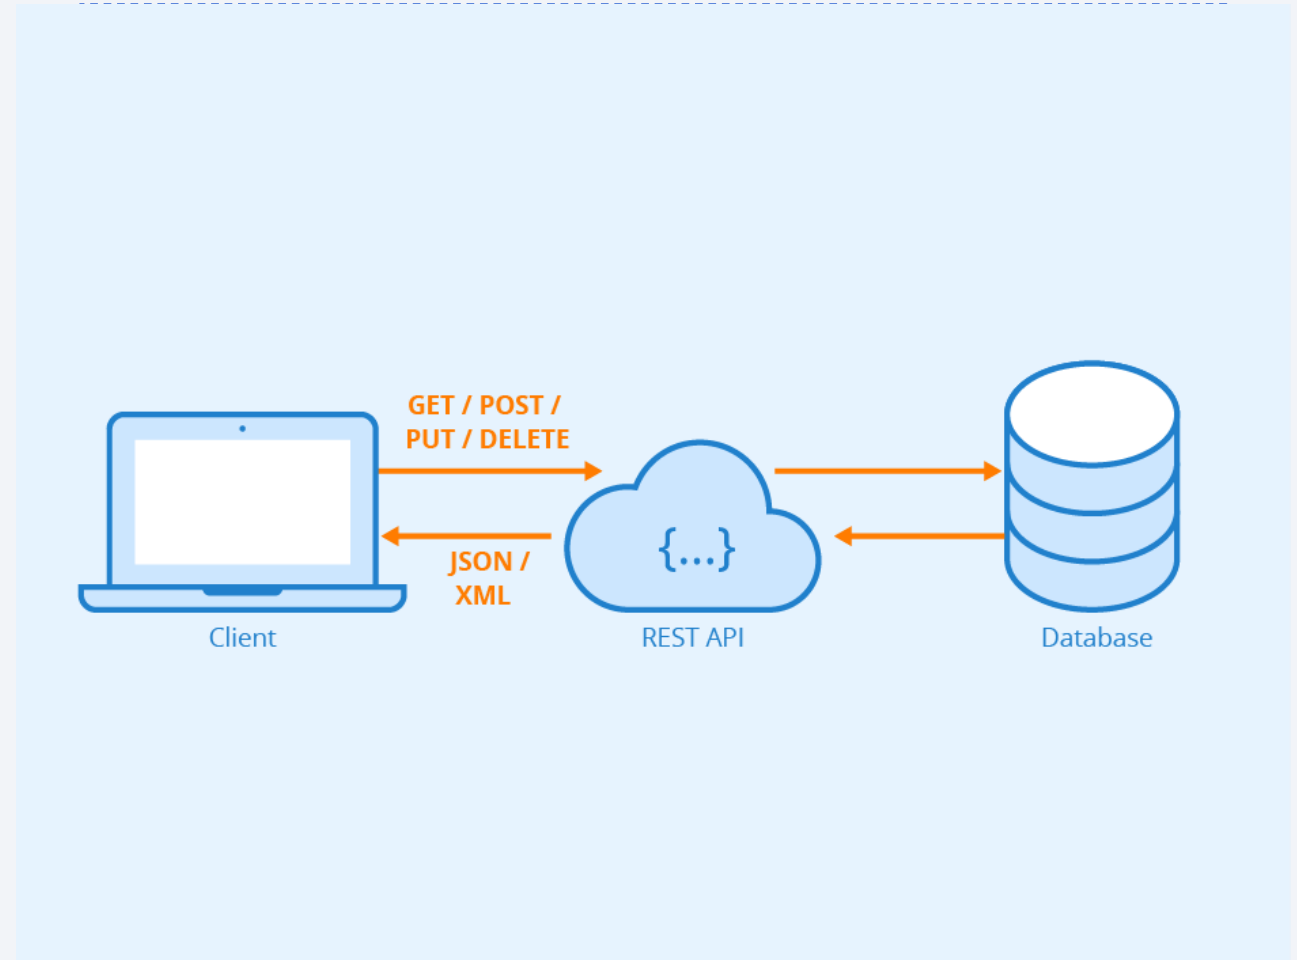 GET / POST /
PUT / DELETE
JSON /
XML
{...}
Client
REST API
Database